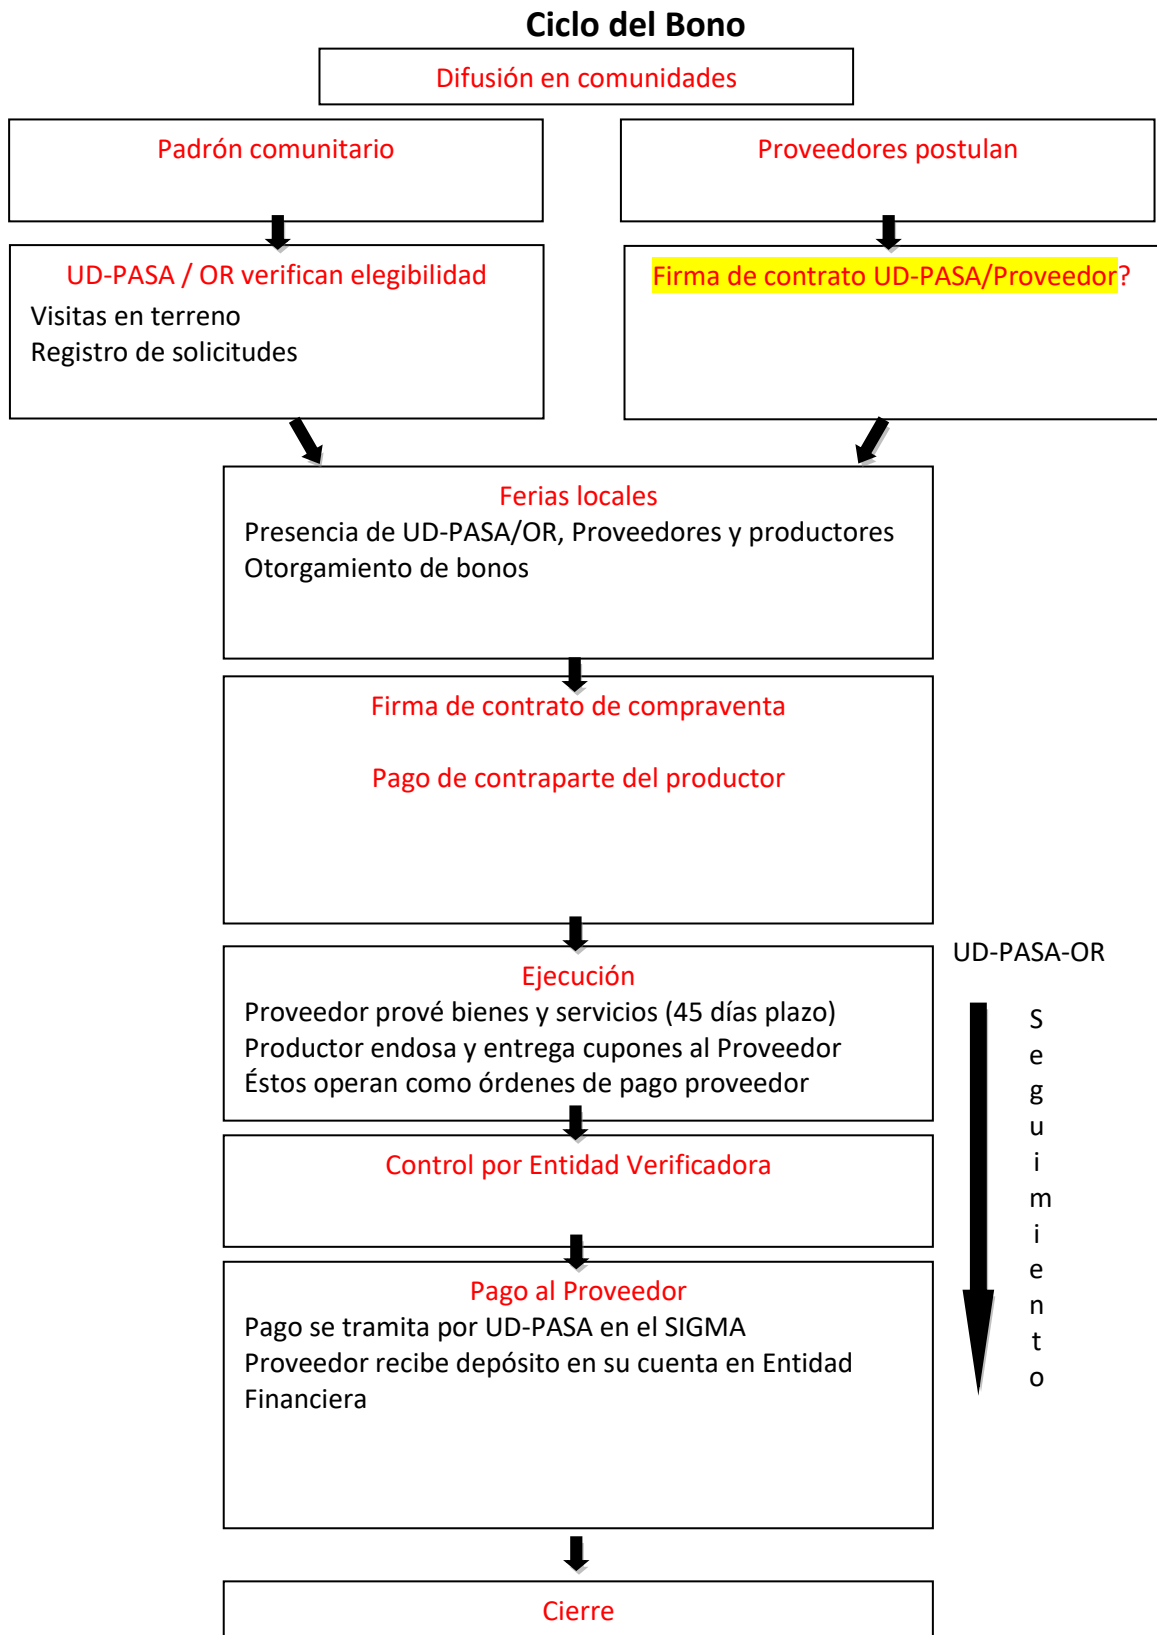 Ciclo del Bono
Difusión en comunidades
Padrón comunitario
Proveedores postulan
UD-PASA / OR verifican elegibilidad
Visitas en terreno
Registro de solicitudes
Firma de contrato UD-PASA/Proveedor?
Ferias locales
Presencia de UD-PASA/OR, Proveedores y productores
Otorgamiento de bonos
Firma de contrato de compraventa
Pago de contraparte del productor
Ejecución
Proveedor prové bienes y servicios (45 días plazo)
Productor endosa y entrega cupones al Proveedor
Éstos operan como órdenes de pago proveedor
UD-PASA-OR
Seguimiento
Control por Entidad Verificadora
Pago al Proveedor
Pago se tramita por UD-PASA en el SIGMA
Proveedor recibe depósito en su cuenta en Entidad
Financiera
Cierre